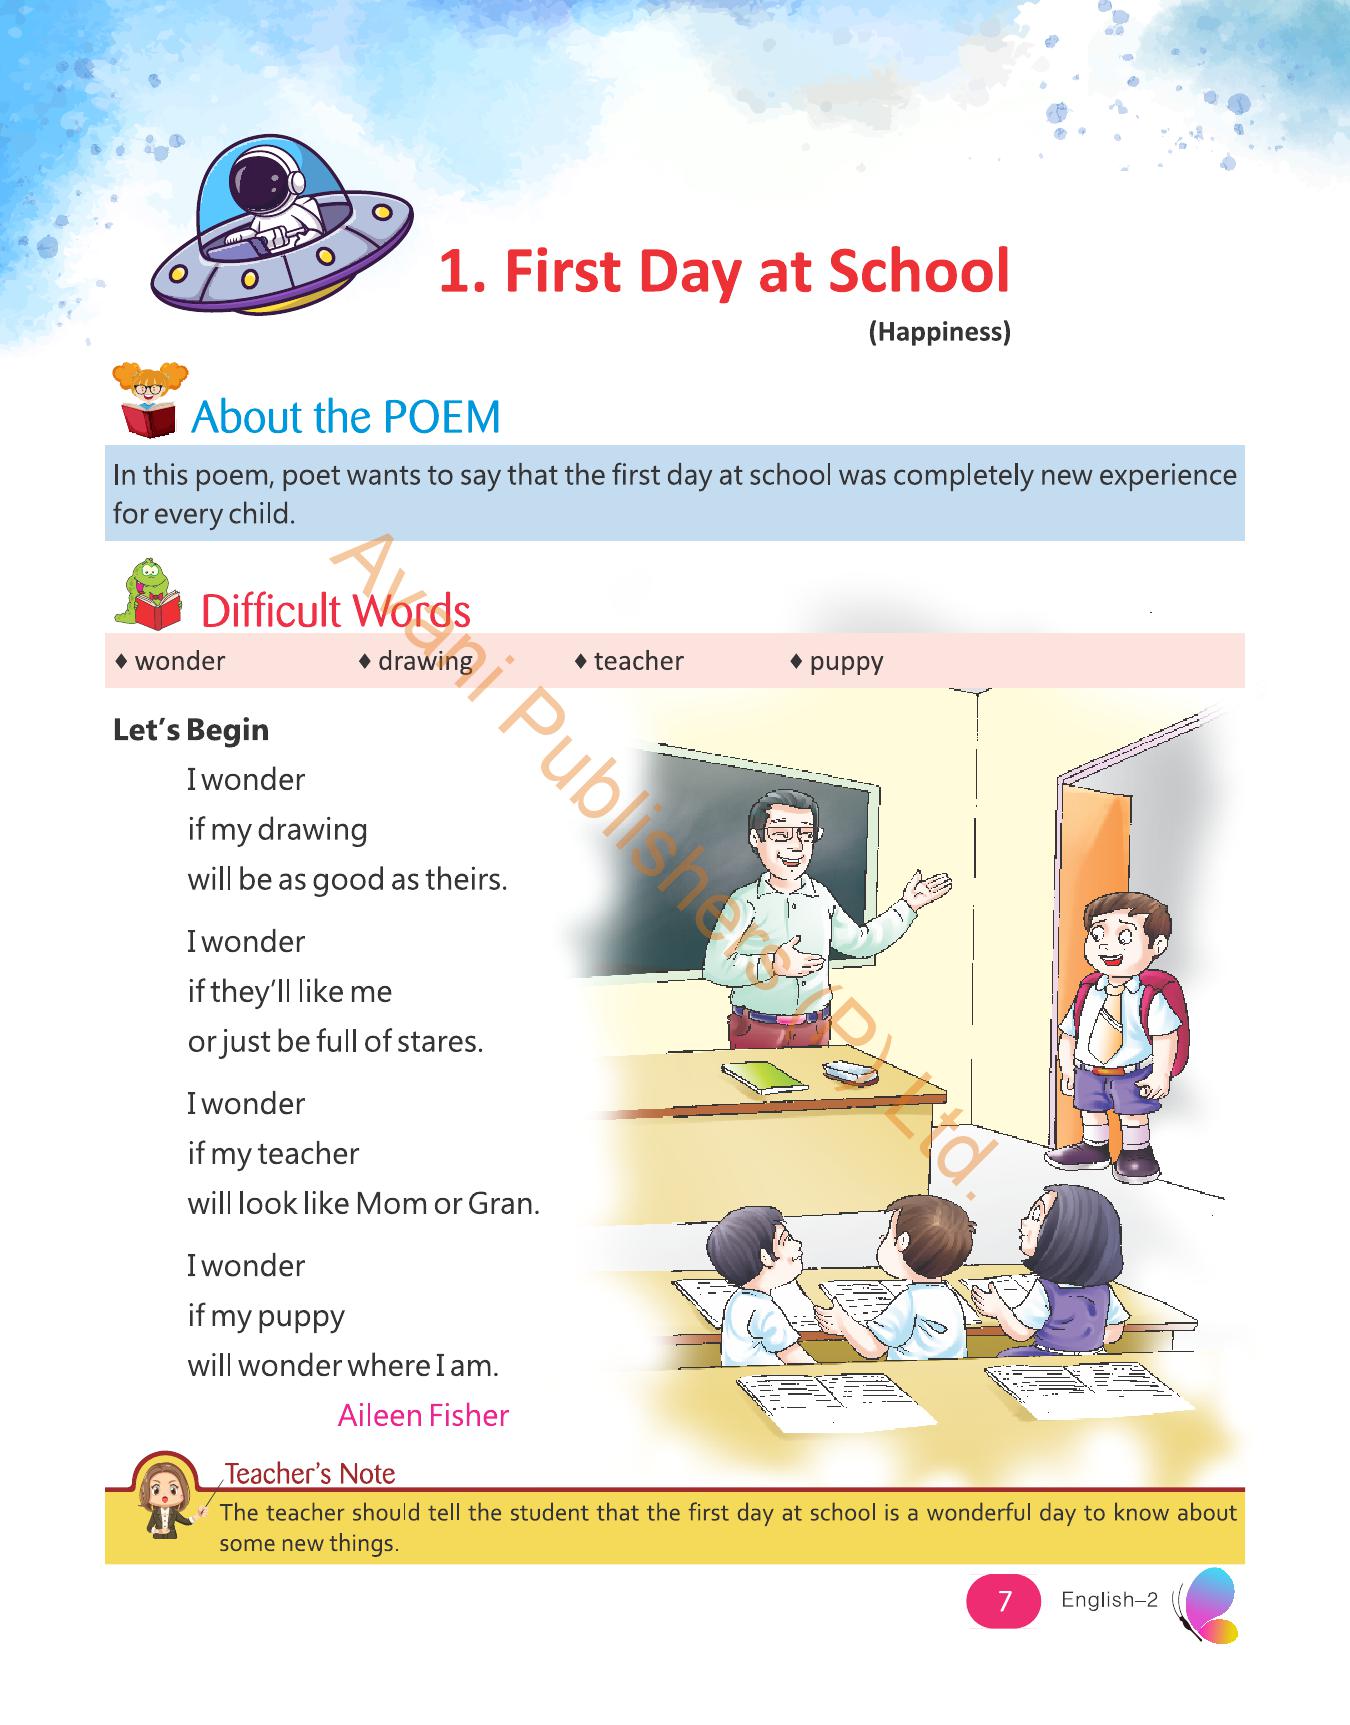 1. First Day at School
(Happiness)
About the POEM
In this poem, poet wants to say that the first day at school was completely new experience
for every child.
Difficult Words
♦ wonder ♦ drawing ♦ teacher ♦ puppy
Let's Begin
I wonder
if my drawing
will be as good as theirs.
I wonder
if they'll like me
or just be full of stares.
I wonder
if my teacher
will look like Mom or Gran.
I wonder
if my puppy
will wonder where I am.
Aileen Fisher
Teacher's Note
The teacher should tell the student that the first day at school is a wonderful day to know about
some new things.
7 English–2
Avani Publishers (P) Ltd.